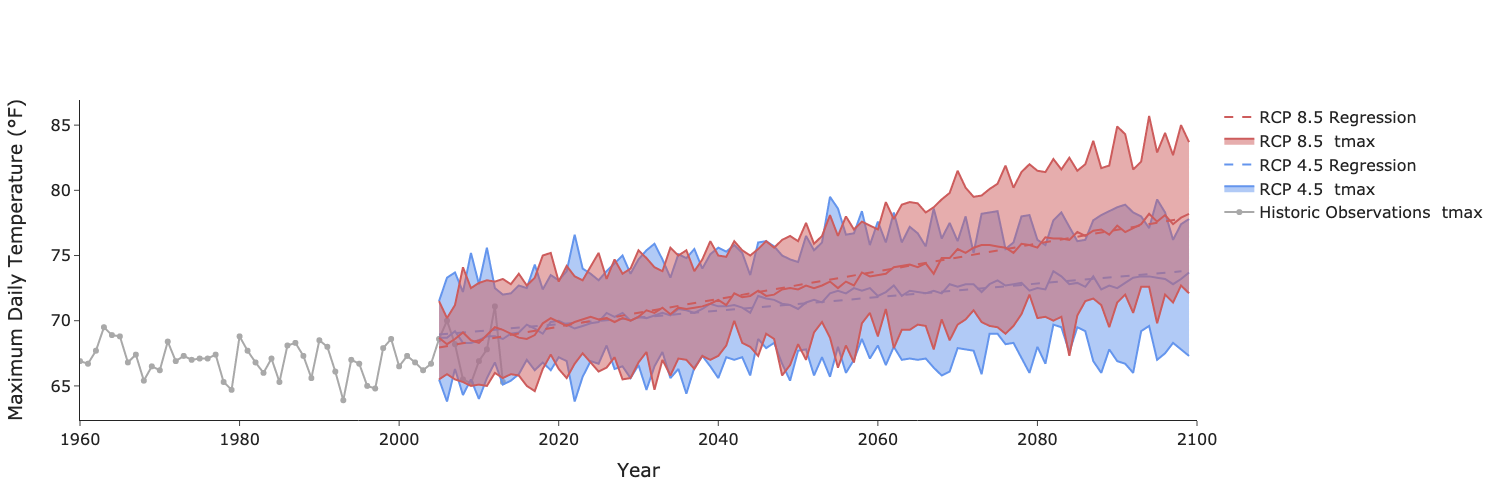 Maximum Daily Temperature (°F)
85
80
75
70
65
1960
1980
2000
2020
2040
2060
2080
2100
Year
RCP 8.5 Regression
RCP 8.5 tmax
RCP 4.5 Regression
RCP 4.5 tmax
Historic Observations tmax